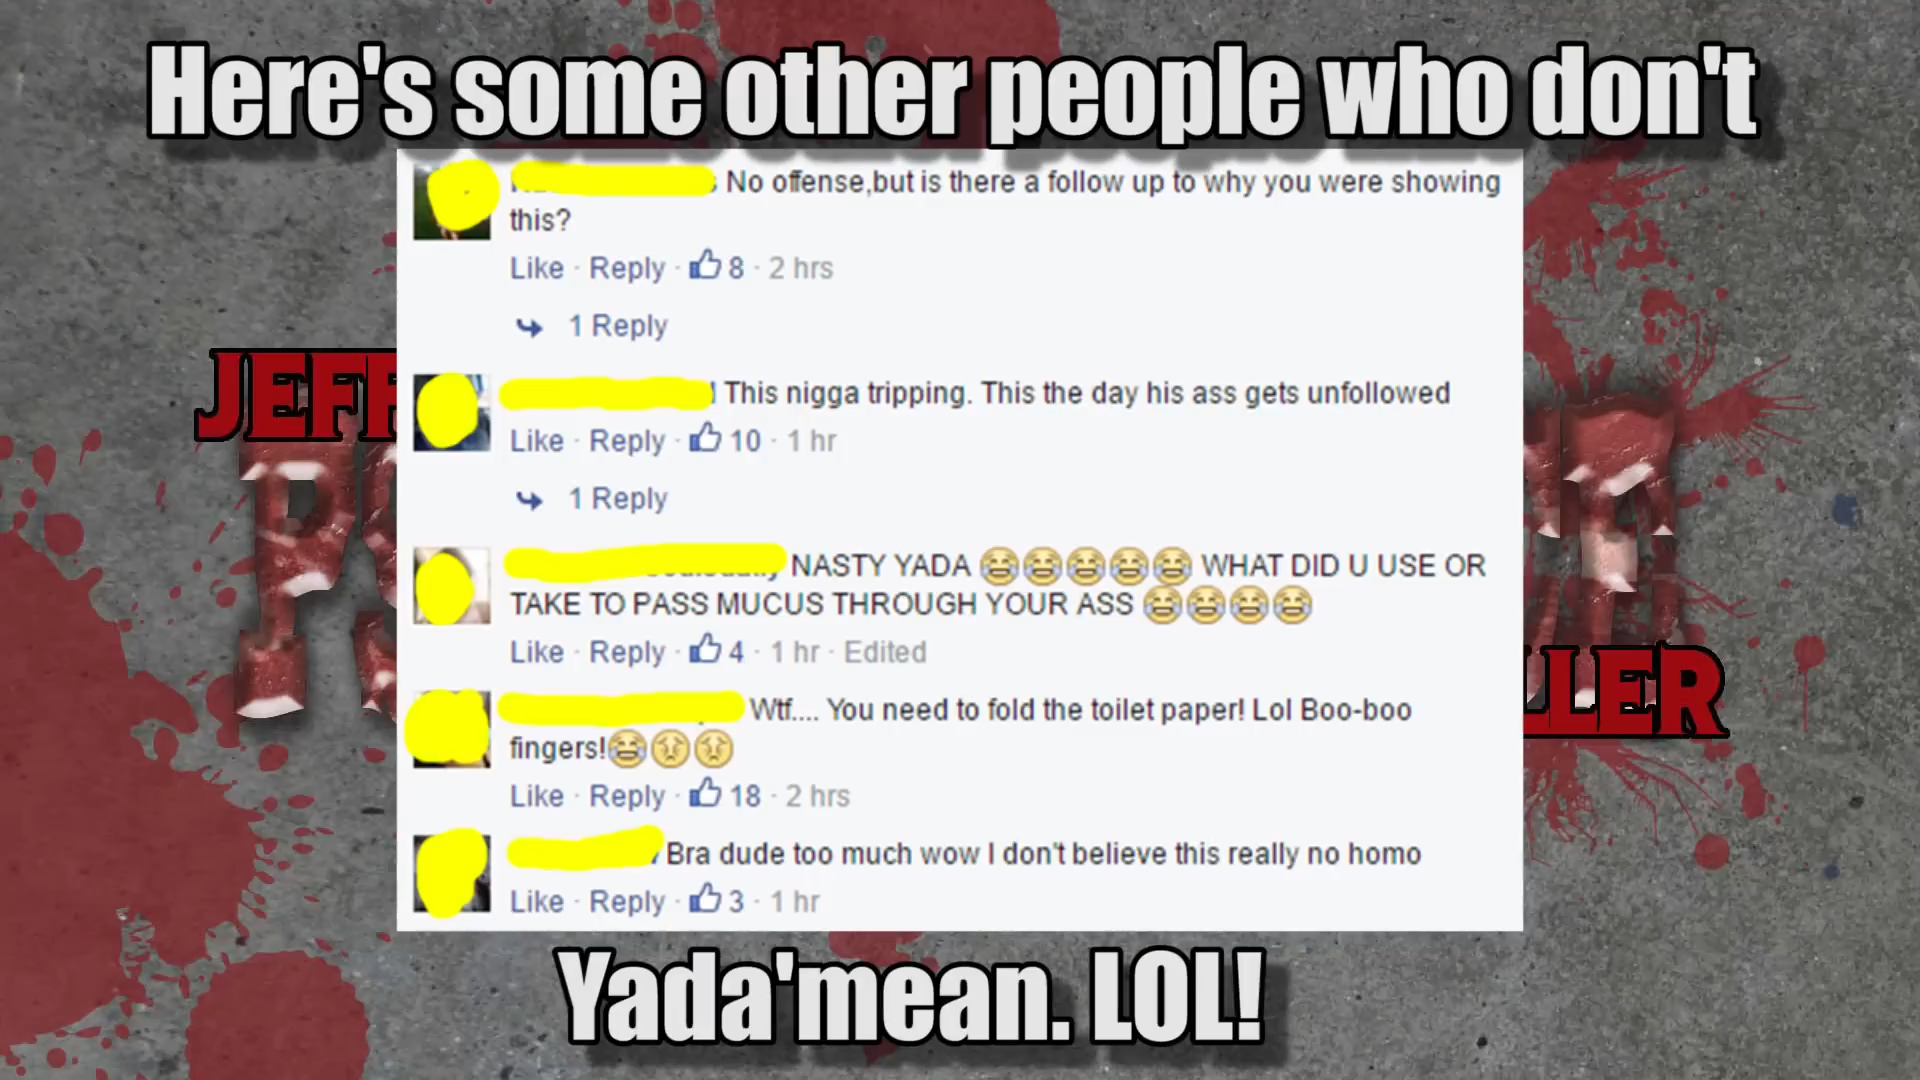 Here's some other people who don't
No offense,but is there a follow up to why you were showing
this?
Like · Reply · 8 · 2 hrs
1 Reply
JEFF
This nigga tripping. This the day his ass gets unfollowed
Like · Reply · 10 · 1 hr
1 Reply
NASTY YADA 😂😂😂😂😂 WHAT DID U USE OR
TAKE TO PASS MUCUS THROUGH YOUR ASS 😂😂😂😂
Like · Reply · 4 · 1 hr · Edited
LLER
Wtf.... You need to fold the toilet paper! Lol Boo-boo
fingers!😂😣😣
Like · Reply · 18 · 2 hrs
Bra dude too much wow I don't believe this really no homo
Like · Reply · 3 · 1 hr
Yada'mean. LOL!